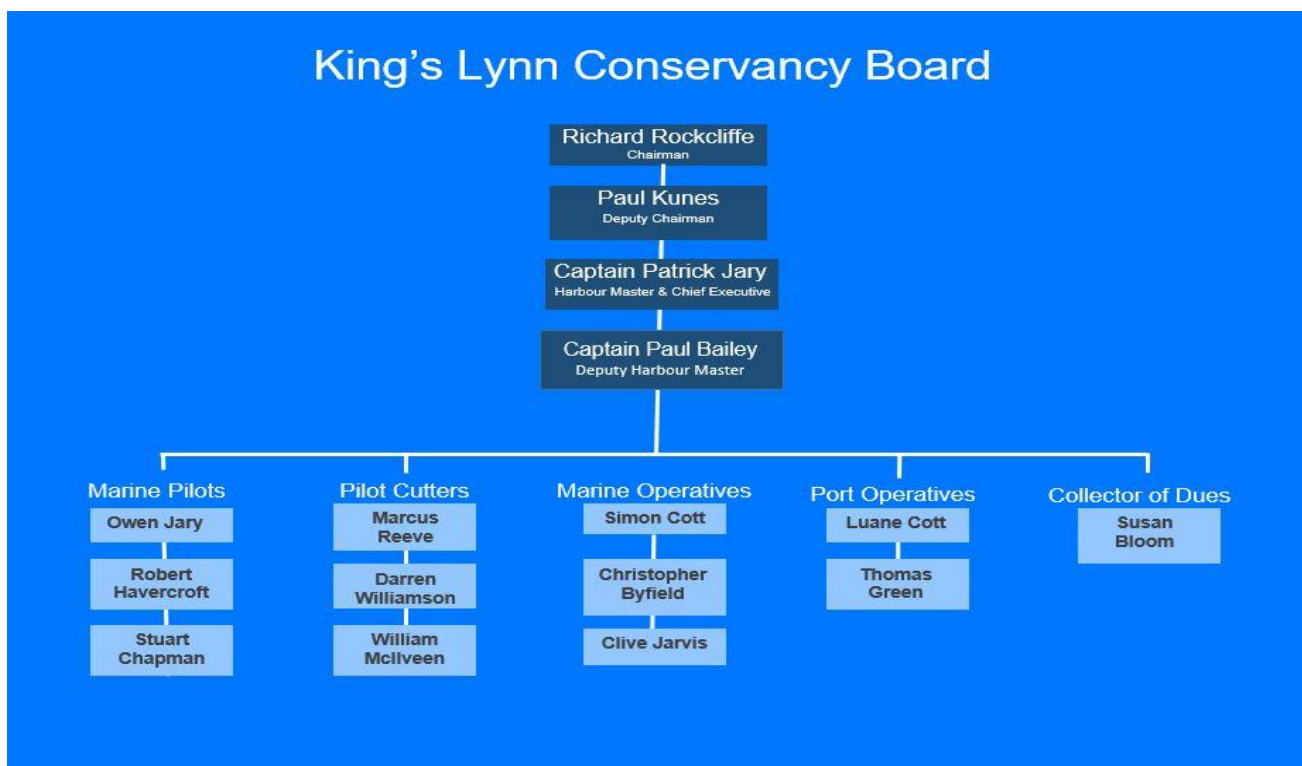 King's Lynn Conservancy Board
Richard Rockcliffe
Chairman
Paul Kunes
Deputy Chairman
Captain Patrick Jary
Harbour Master & Chief Executive
Captain Paul Bailey
Deputy Harbour Master
Marine Pilots
Owen Jary
Robert
Havercroft
Stuart
Chapman
Pilot Cutters
Marcus
Reeve
Darren
Williamson
William
McIlveen
Marine Operatives
Simon Cott
Christopher
Byfield
Clive Jarvis
Port Operatives
Luane Cott
Thomas
Green
Collector of Dues
Susan
Bloom